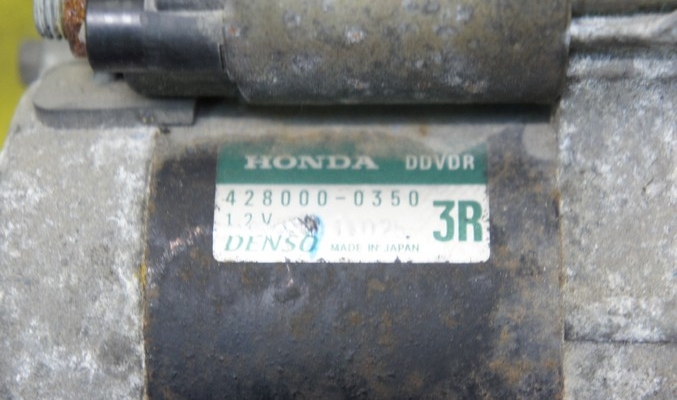 HONDA DDVDR
428000-0350
12V
3R
DENSO MADE IN JAPAN